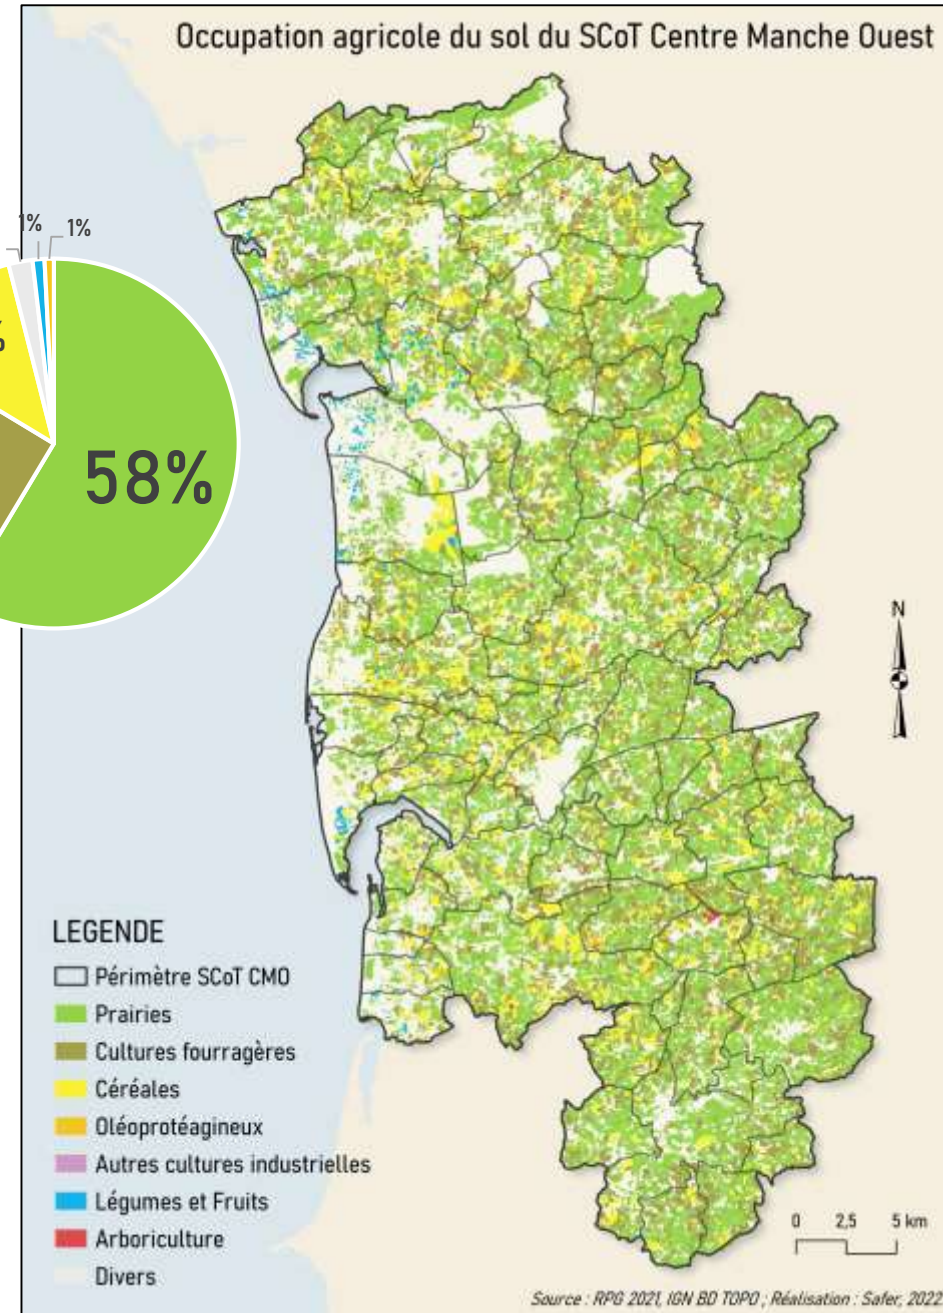 Occupation agricole du sol du SCoT Centre Manche Ouest
1%
1%
%
58%
N
LEGENDE
Périmètre SCoT CMO
Prairies
Cultures fourragères
Céréales
Oléoprotéagineux
Autres cultures industrielles
Légumes et Fruits
Arboriculture
Divers
0 2,5 5 km
Source : RPG 2021, IGN BD TOPO ; Réalisation : Safer, 2022